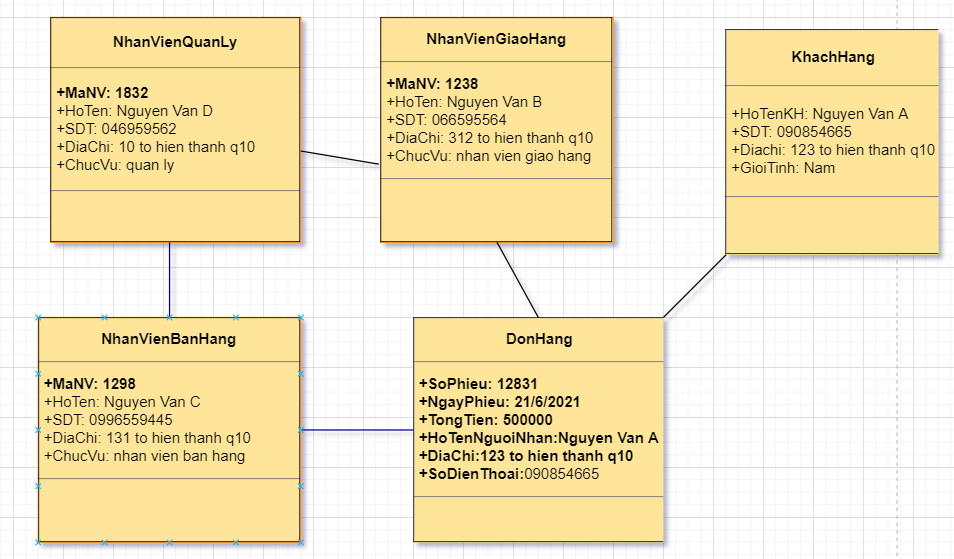 NhanVienQuanLy
+MaNV: 1832
+HoTen: Nguyen Van D
+SDT: 046959562
+DiaChi: 10 to hien thanh q10
+ChucVu: quan ly
NhanVienGiaoHang
+MaNV: 1238
+HoTen: Nguyen Van B
+SDT: 066595564
+DiaChi: 312 to hien thanh q10
+ChucVu: nhan vien giao hang
KhachHang
+HoTenKH: Nguyen Van A
+SDT: 090854665
+Diachi: 123 to hien thanh q10
+GioiTinh: Nam
NhanVienBanHang
+MaNV: 1298
+HoTen: Nguyen Van C
+SDT: 0996559445
+DiaChi: 131 to hien thanh q10
+ChucVu: nhan vien ban hang
DonHang
+SoPhieu: 12831
+NgayPhieu: 21/6/2021
+TongTien: 500000
+HoTenNguoiNhan:Nguyen Van A
+DiaChi:123 to hien thanh q10
+SoDienThoai:090854665